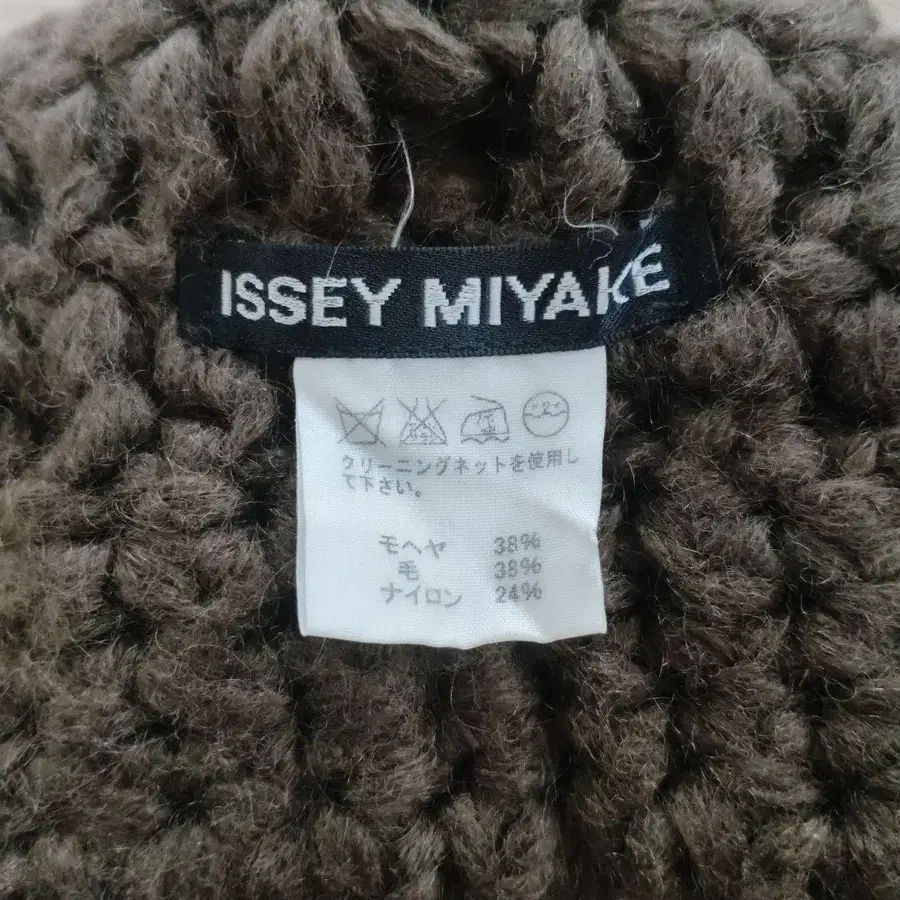 ISSEY MIYAKE
クリーニングネットを使用し
て下さい。
モヘヤ 38%
毛 38%
ナイロン 24%